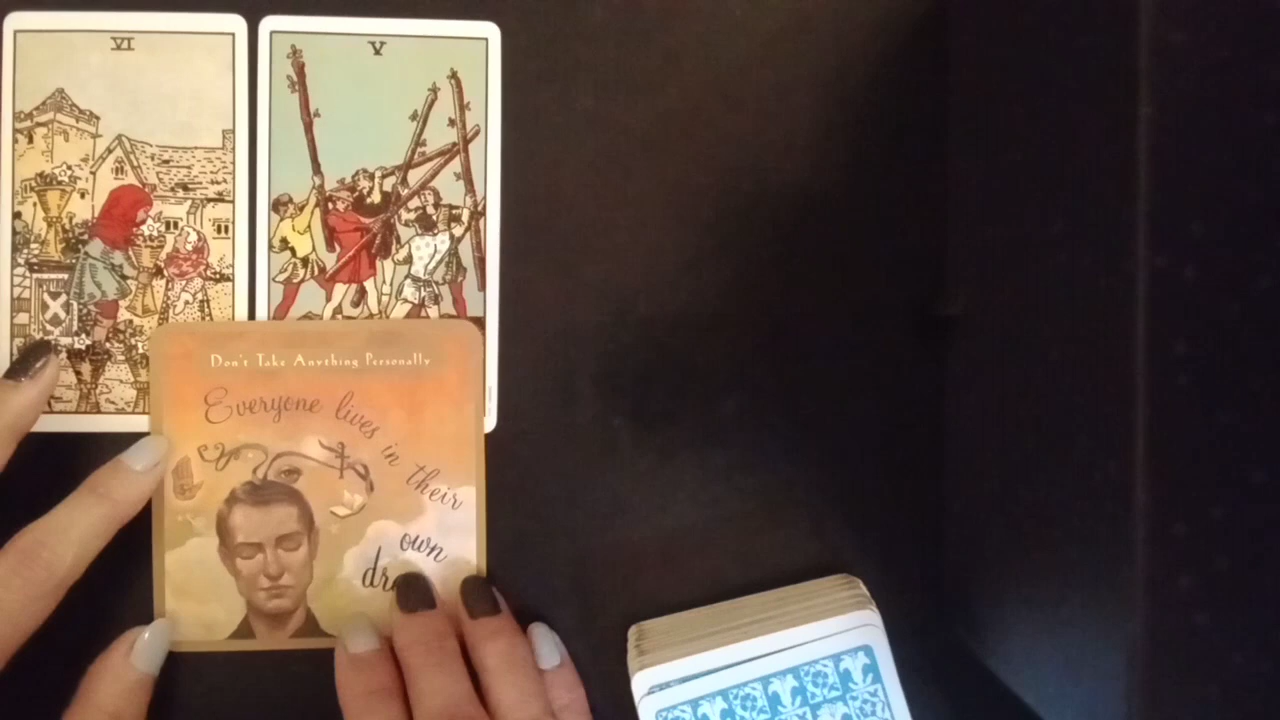 VI
V
Don't Take Anything Personally
Everyone lives in their
own